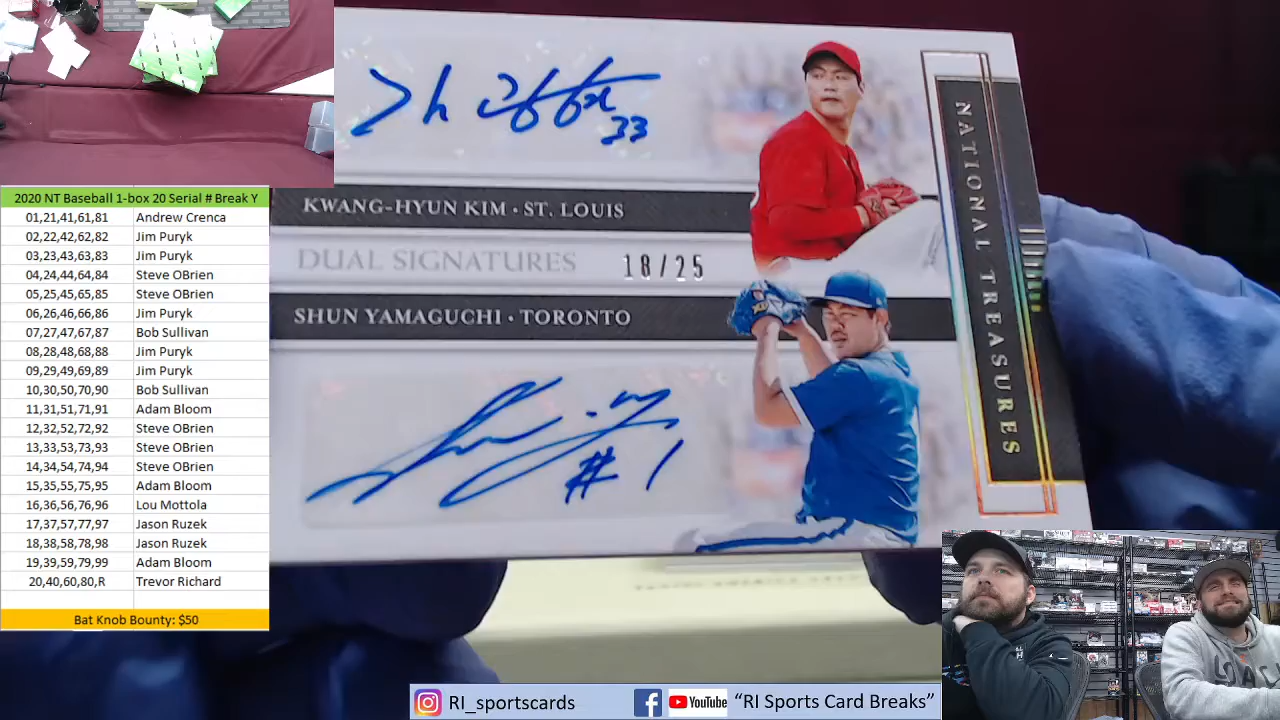 33
KWANG-HYUN KIM · ST. LOUIS
DUAL SIGNATURES 18/25
SHUN YAMAGUCHI · TORONTO
#1
NATIONAL TREASURES
2020 NT Baseball 1-box 20 Serial # Break Y
01,21,41,61,81 Andrew Crenca
02,22,42,62,82 Jim Puryk
03,23,43,63,83 Jim Puryk
04,24,44,64,84 Steve OBrien
05,25,45,65,85 Steve OBrien
06,26,46,66,86 Jim Puryk
07,27,47,67,87 Bob Sullivan
08,28,48,68,88 Jim Puryk
09,29,49,69,89 Jim Puryk
10,30,50,70,90 Bob Sullivan
11,31,51,71,91 Adam Bloom
12,32,52,72,92 Steve OBrien
13,33,53,73,93 Steve OBrien
14,34,54,74,94 Steve OBrien
15,35,55,75,95 Adam Bloom
16,36,56,76,96 Lou Mottola
17,37,57,77,97 Jason Ruzek
18,38,58,78,98 Jason Ruzek
19,39,59,79,99 Adam Bloom
20,40,60,80,R Trevor Richard
Bat Knob Bounty: $50
RI_sportscards YouTube "RI Sports Card Breaks"